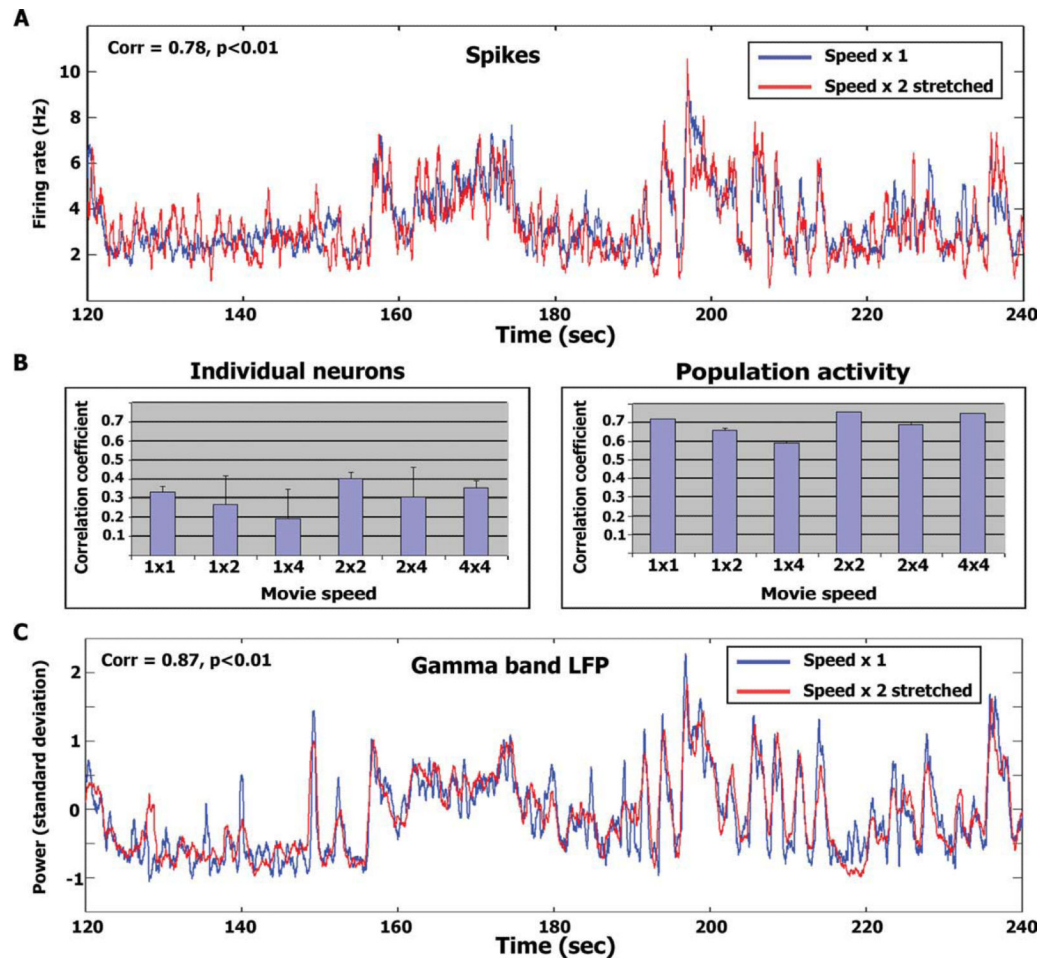 A
Corr = 0.78, p<0.01
Spikes
Speed x 1
Speed x 2 stretched
Firing rate (Hz)
10
8
6
4
2
120 140 160 180 200 220 240
Time (sec)
B
Individual neurons
Correlation coefficient
0.7
0.6
0.5
0.4
0.3
0.2
0.1
1x1 1x2 1x4 2x2 2x4 4x4
Movie speed
Population activity
Correlation coefficient
0.7
0.6
0.5
0.4
0.3
0.2
0.1
1x1 1x2 1x4 2x2 2x4 4x4
Movie speed
C
Corr = 0.87, p<0.01
Gamma band LFP
Speed x 1
Speed x 2 stretched
Power (standard deviation)
2
1
0
-1
120 140 160 180 200 220 240
Time (sec)